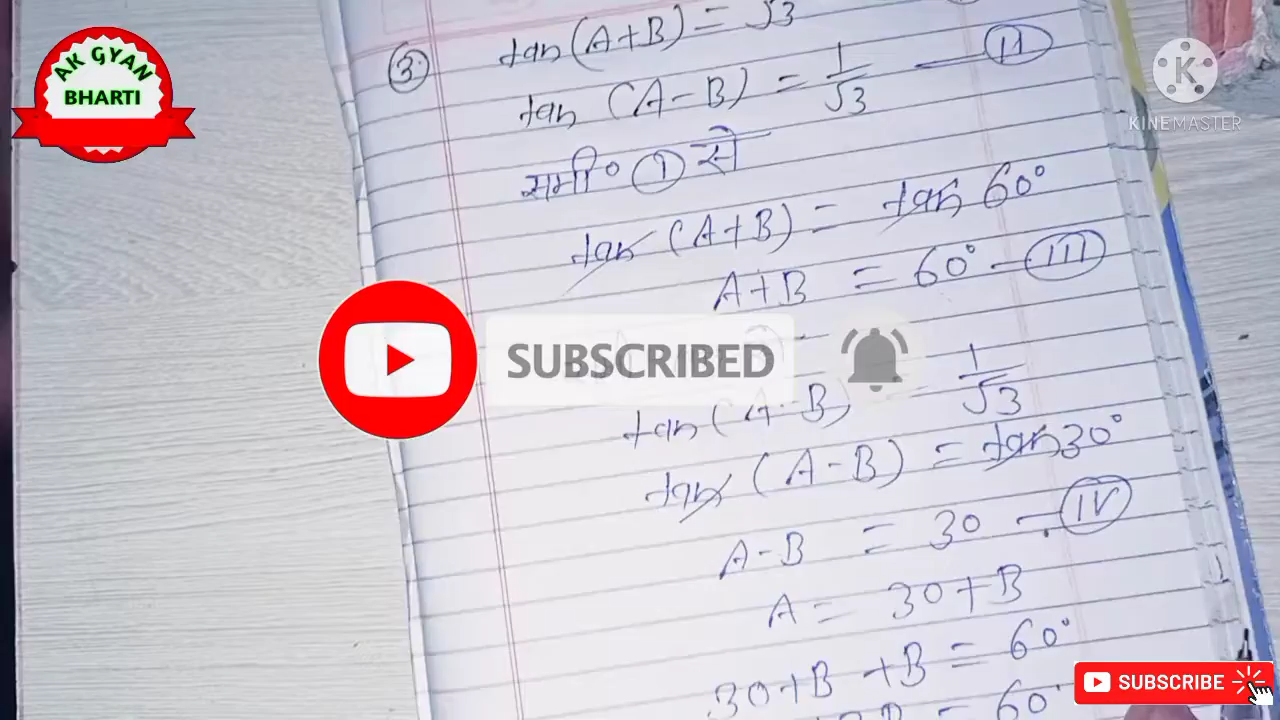 AK GYAN
BHARTI
KINEMASTER
3. tan(A+B) = √3
tan (A-B) = 1/√3 — II
समी० I से
tan (A+B) = tan 60°
A+B = 60° — III
SUBSCRIBED
tan(A-B) = 1/√3
tan (A-B) = tan 30°
A-B = 30 — IV
A = 30+B
30+B +B = 60°
= 60°
SUBSCRIBE